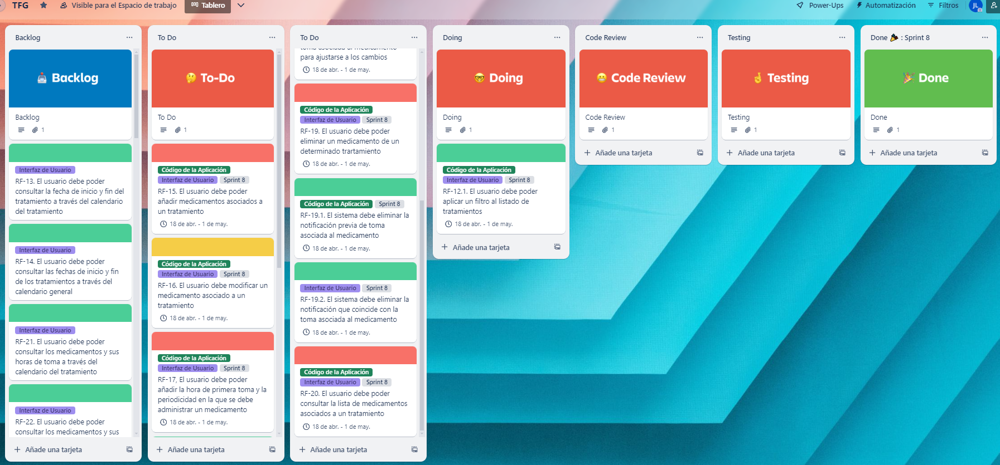 TFG
Visible para el Espacio de trabajo
Tablero
Power-Ups
Automatización
Filtros
JL
Backlog
Backlog
Backlog
1
Interfaz de Usuario
RF-13. El usuario debe poder
consultar la fecha de inicio y fin del
tratamiento a través del calendario
del tratamiento
Interfaz de Usuario
RF-14. El usuario debe poder
consultar las fechas de inicio y fin
de los tratamientos a través del
calendario general
Interfaz de Usuario
RF-21. El usuario debe poder
consultar los medicamentos y sus
horas de toma a través del
calendario del tratamiento
Interfaz de Usuario
RF-22. El usuario debe poder
consultar los medicamentos y sus
Añade una tarjeta
To Do
To-Do
To Do
1
Código de la Aplicación
Interfaz de Usuario
Sprint 8
RF-15. El usuario debe poder
añadir medicamentos asociados a
un tratamiento
18 de abr. - 1 de may.
Código de la Aplicación
Interfaz de Usuario
Sprint 8
RF-16. El usuario debe modificar un
medicamento asociado a un
tratamiento
18 de abr. - 1 de may.
Código de la Aplicación
Interfaz de Usuario
Sprint 8
RF-17, El usuario debe poder
añadir la hora de primera toma y la
periodicidad en la que se debe
administrar un medicamento
18 de abr. - 1 de may.
Añade una tarjeta
To Do
toma asociada al medicamento
para ajustarse a los cambios
18 de abr. - 1 de may.
Código de la Aplicación
Interfaz de Usuario
Sprint 8
RF-19. El usuario debe poder
eliminar un medicamento de un
determinado trartamiento
18 de abr. - 1 de may.
Código de la Aplicación
Sprint 8
RF-19.1. El sistema debe eliminar la
notificación previa de toma
asociada al medicamento
18 de abr. - 1 de may.
Interfaz de Usuario
Sprint 8
RF-19.2. El sistema debe eliminar la
notificación que coincide con la
toma asociada al medicamento
18 de abr. - 1 de may.
Código de la Aplicación
Interfaz de Usuario
Sprint 8
RF-20. El usuario debe poder
consultar la lista de medicamentos
asociados a un tratamiento
18 de abr. - 1 de may.
Añade una tarjeta
Doing
Doing
Doing
1
Código de la Aplicación
Interfaz de Usuario
Sprint 8
RF-12.1. El usuario debe poder
aplicar un filtro al listado de
tratamientos
18 de abr. - 1 de may.
Añade una tarjeta
Code Review
Code Review
Code Review
1
Añade una tarjeta
Testing
Testing
Testing
1
Añade una tarjeta
Done 🎉 : Sprint 8
Done
Done
1
Añade una tarjeta